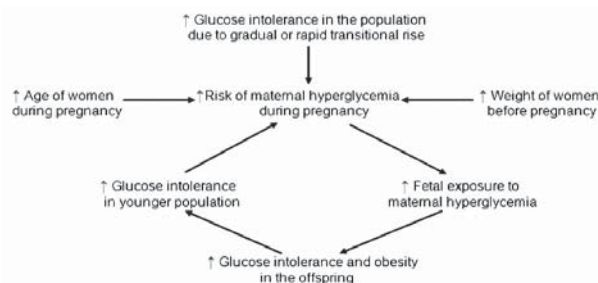 ↑ Glucose intolerance in the population
due to gradual or rapid transitional rise
↑ Age of women
during pregnancy
↑Risk of maternal hyperglycemia
during pregnancy
↑ Weight of women
before pregnancy
↑ Glucose intolerance
in younger population
↑ Fetal exposure to
maternal hyperglycemia
↑ Glucose intolerance and obesity
in the offspring